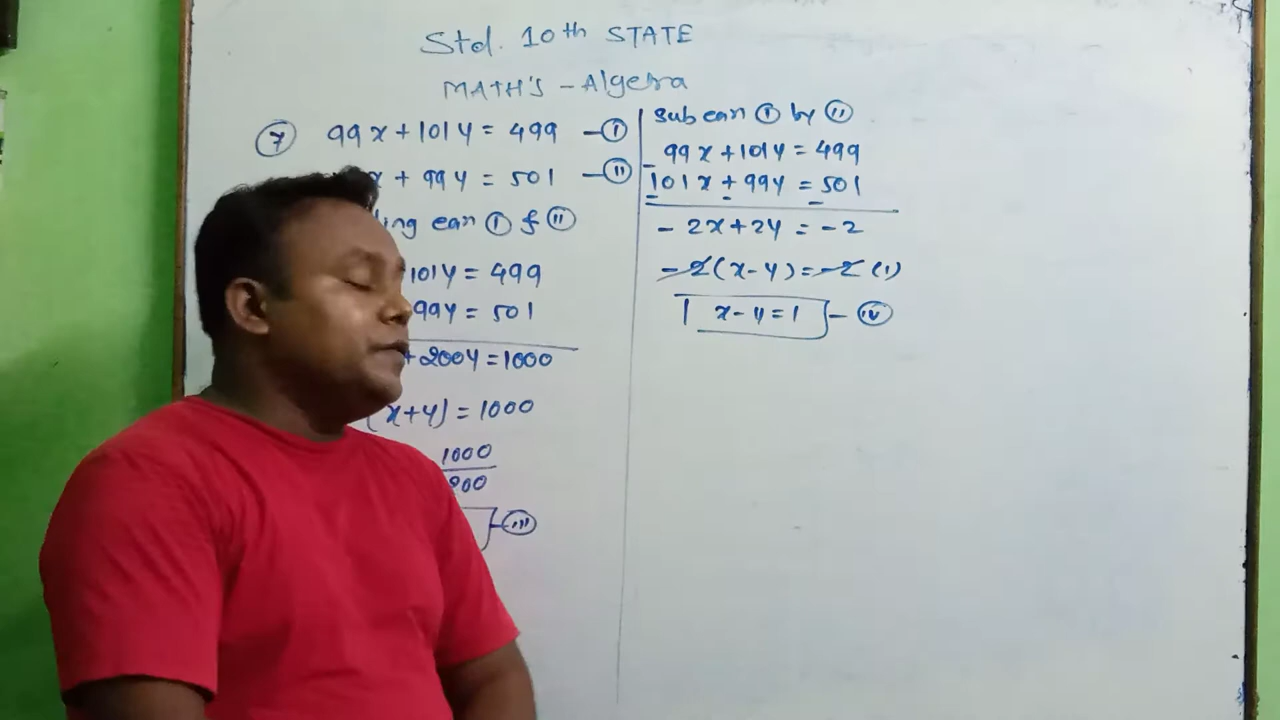 Std. 10th STATE
MATH'S - Algebra
7 99x + 101y = 499 - I
x + 99y = 501 - II
ing eqn I & II
101y = 499
99y = 501
+ 200y = 1000
(x+y) = 1000
1000
200
- III
Sub eqn I by II
99x + 101y = 499
101x + 99y = 501
- - -
- 2x + 2y = - 2
- 2 (x - y) = - 2 (1)
x - y = 1 - IV